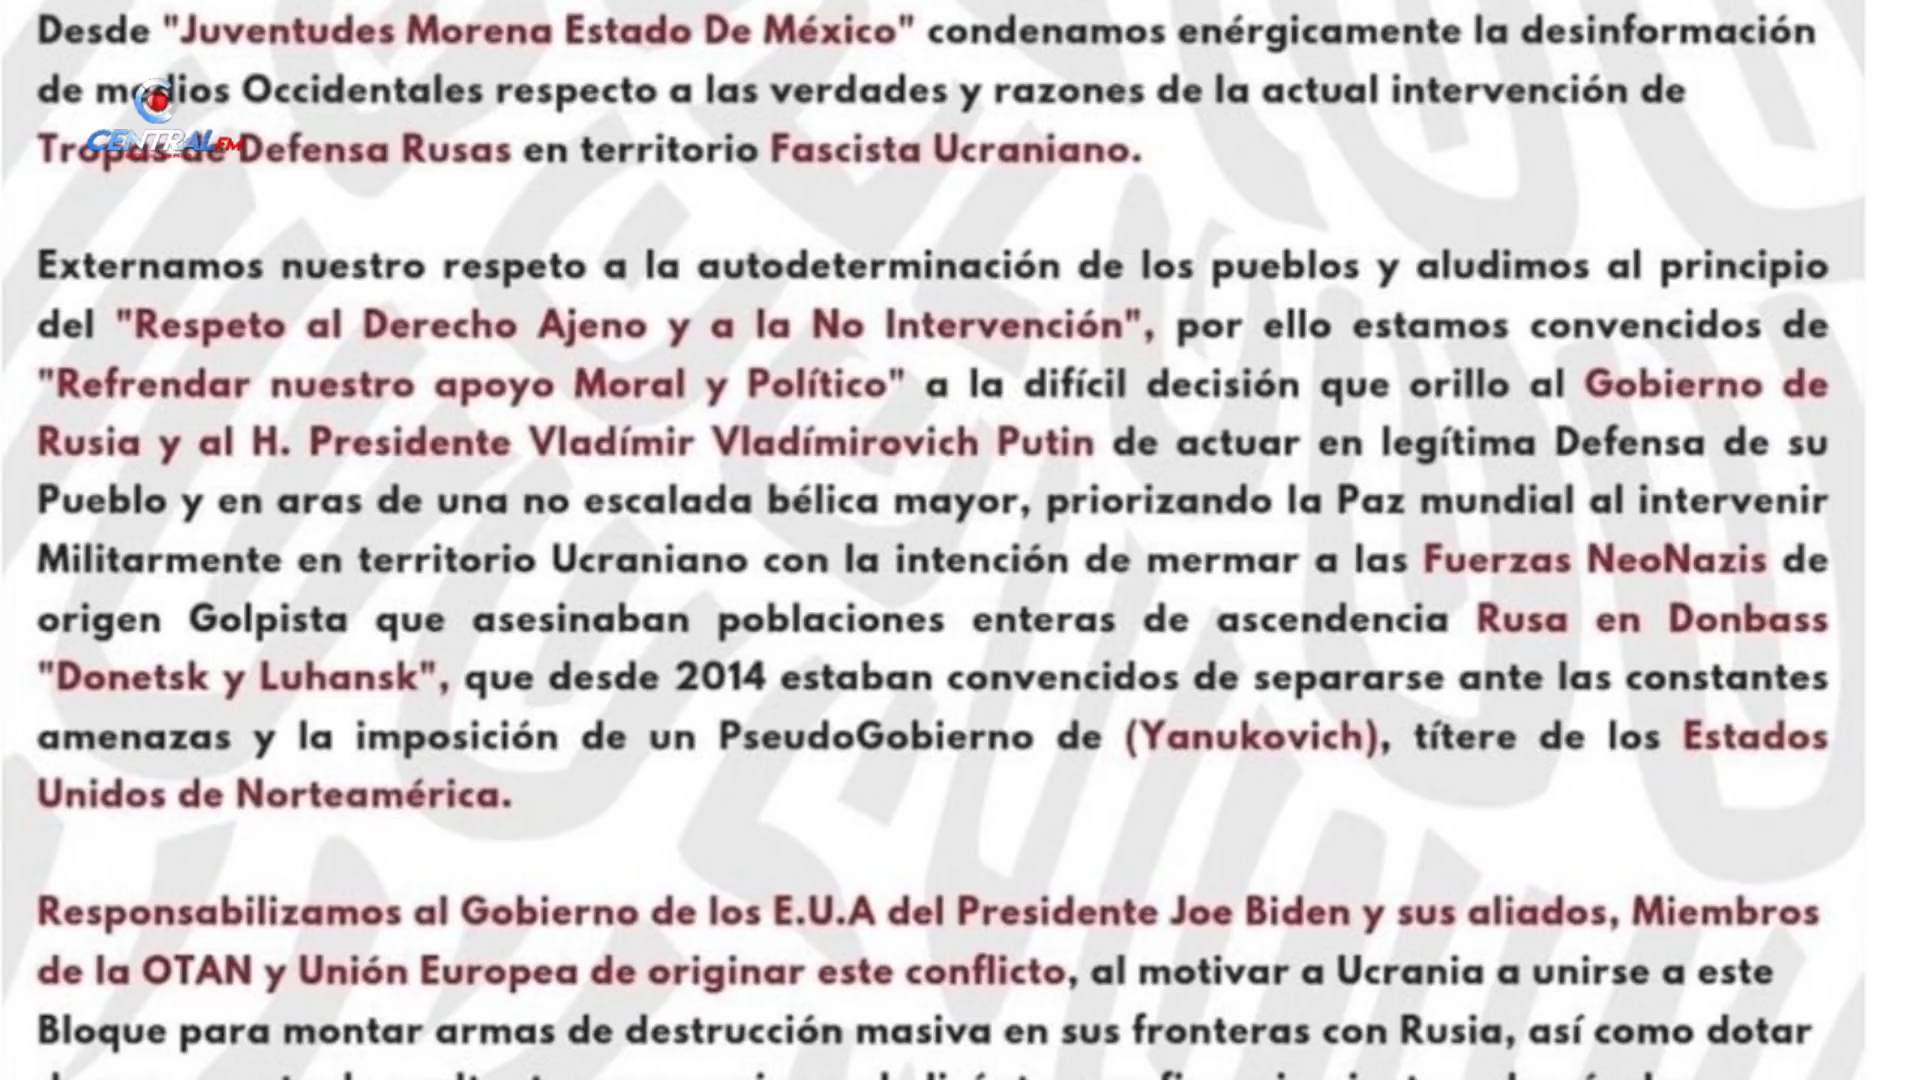 Desde "Juventudes Morena Estado De México" condenamos enérgicamente la desinformación
de medios Occidentales respecto a las verdades y razones de la actual intervención de
CENTRAL FM
Tropas de Defensa Rusas en territorio Fascista Ucraniano.
Externamos nuestro respeto a la autodeterminación de los pueblos y aludimos al principio
del "Respeto al Derecho Ajeno y a la No Intervención", por ello estamos convencidos de
"Refrendar nuestro apoyo Moral y Político" a la difícil decisión que orillo al Gobierno de
Rusia y al H. Presidente Vladímir Vladímirovich Putin de actuar en legítima Defensa de su
Pueblo y en aras de una no escalada bélica mayor, priorizando la Paz mundial al intervenir
Militarmente en territorio Ucraniano con la intención de mermar a las Fuerzas NeoNazis de
origen Golpista que asesinaban poblaciones enteras de ascendencia Rusa en Donbass
"Donetsk y Luhansk", que desde 2014 estaban convencidos de separarse ante las constantes
amenazas y la imposición de un PseudoGobierno de (Yanukovich), títere de los Estados
Unidos de Norteamérica.
Responsabilizamos al Gobierno de los E.U.A del Presidente Joe Biden y sus aliados, Miembros
de la OTAN y Unión Europea de originar este conflicto, al motivar a Ucrania a unirse a este
Bloque para montar armas de destrucción masiva en sus fronteras con Rusia, así como dotar